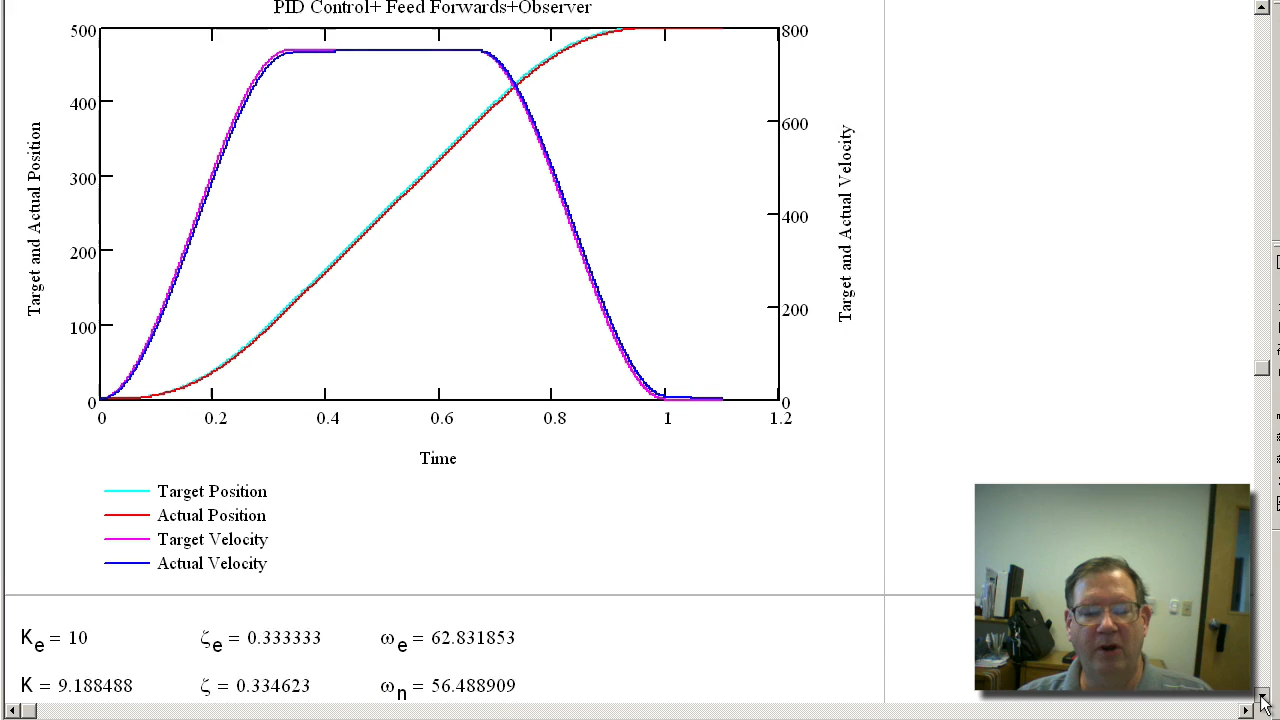 PID Control+ Feed Forwards+Observer
500
400
300
200
100
0
Target and Actual Position
800
600
400
200
0
Target and Actual Velocity
0 0.2 0.4 0.6 0.8 1 1.2
Time
Target Position
Actual Position
Target Velocity
Actual Velocity
Ke = 10 ζe = 0.333333 ωe = 62.831853
K = 9.188488 ζ = 0.334623 ωn = 56.488909